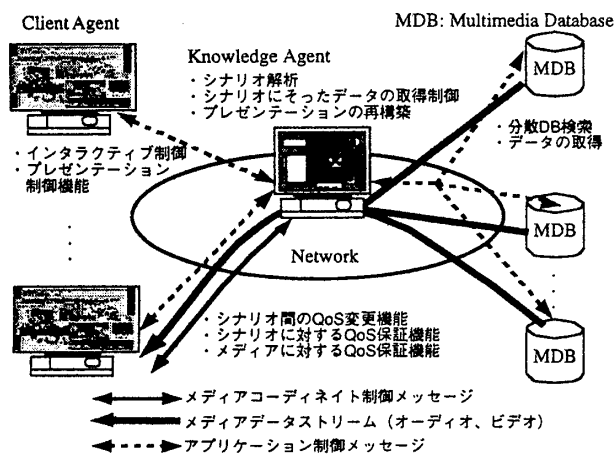 Client Agent
MDB: Multimedia Database
Knowledge Agent
・シナリオ解析
・シナリオにそったデータの取得制御
・プレゼンテーションの再構築
MDB
・分散DB検索
・データの取得
・インタラクティブ制御
・プレゼンテーション
制御機能
MDB
Network
・シナリオ間のQoS変更機能
・シナリオに対するQoS保証機能
・メディアに対するQoS保証機能
MDB
メディアコーディネイト制御メッセージ
メディアデータストリーム（オーディオ、ビデオ）
アプリケーション制御メッセージ